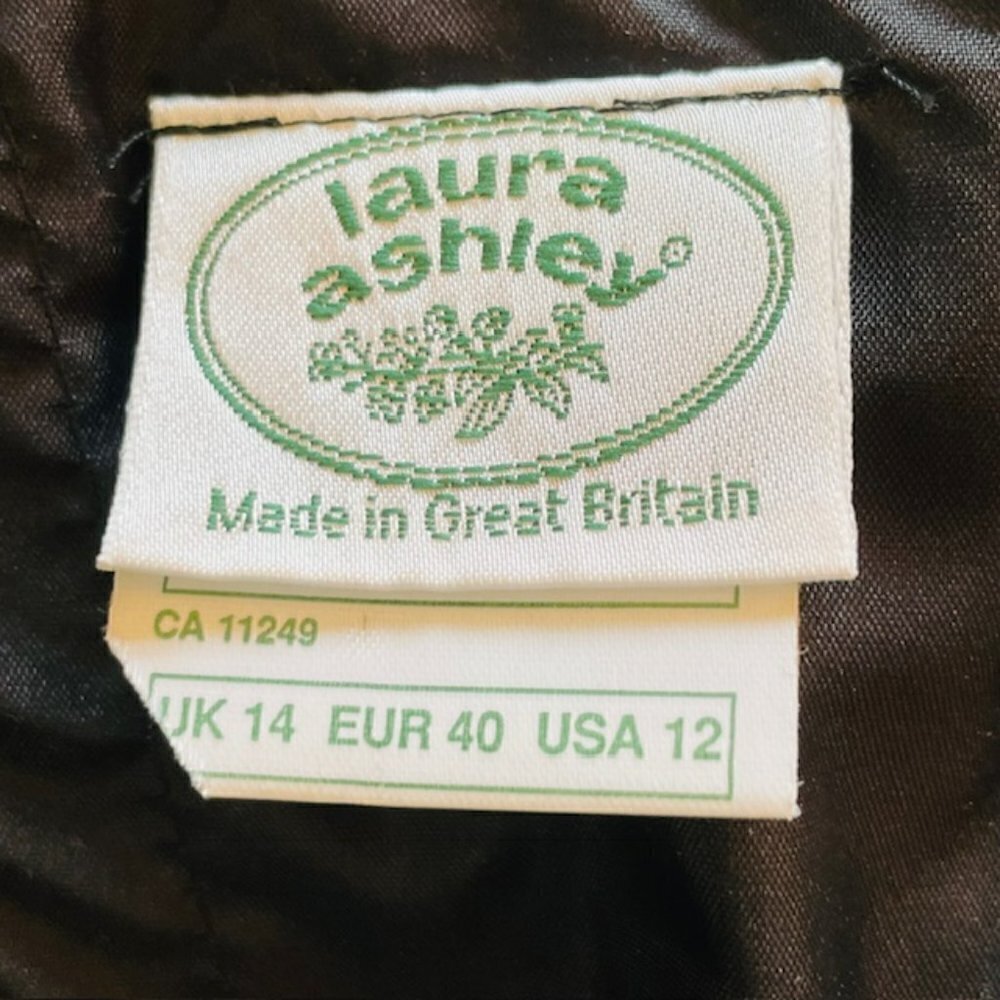 laura
ashley®
Made in Great Britain
CA 11249
UK 14 EUR 40 USA 12